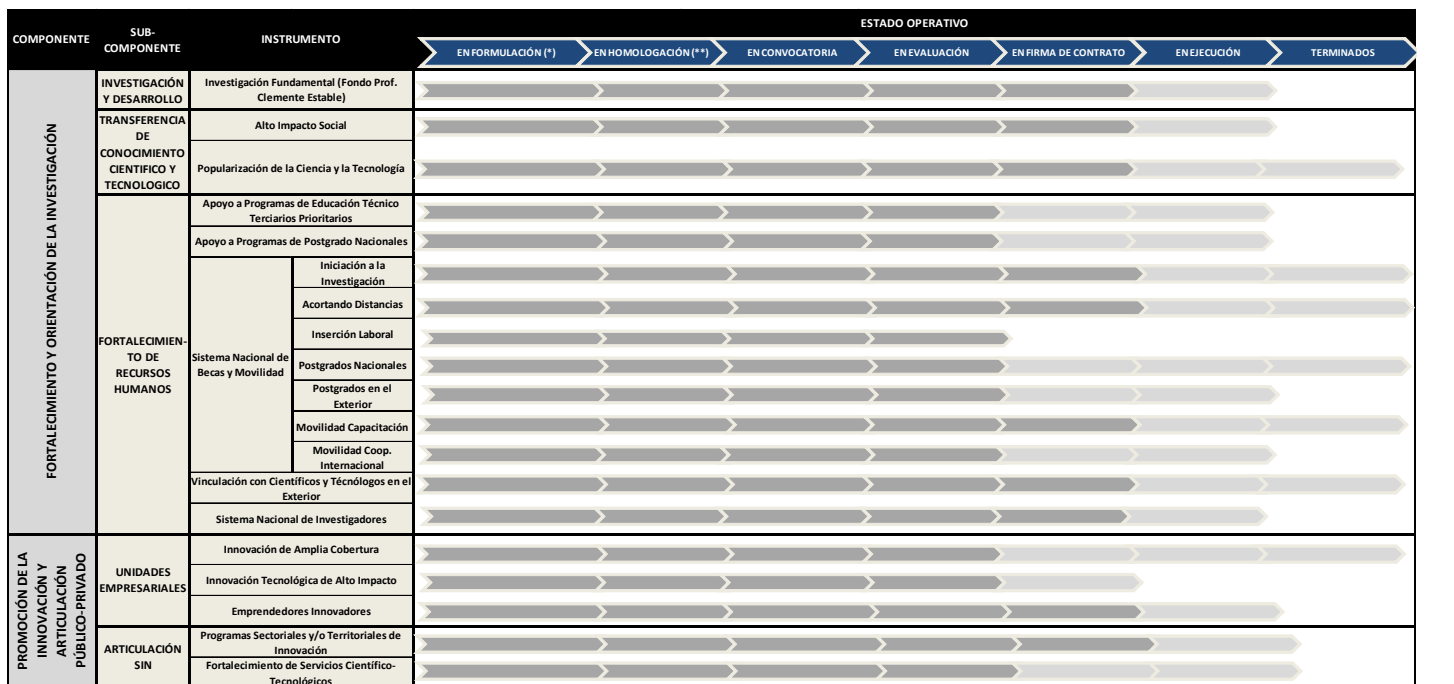 COMPONENTE
SUB-
COMPONENTE
INSTRUMENTO
ESTADO OPERATIVO
EN FORMULACIÓN (*)
EN HOMOLOGACIÓN (**)
EN CONVOCATORIA
EN EVALUACIÓN
EN FIRMA DE CONTRATO
EN EJECUCIÓN
TERMINADOS
FORTALECIMIENTO Y ORIENTACIÓN DE LA INVESTIGACIÓN
INVESTIGACIÓN
Y DESARROLLO
Investigación Fundamental (Fondo Prof.
Clemente Estable)
TRANSFERENCIA
DE
CONOCIMIENTO
CIENTIFICO Y
TECNOLOGICO
Alto Impacto Social
Popularización de la Ciencia y la Tecnología
FORTALECIMIEN-
TO DE
RECURSOS
HUMANOS
Apoyo a Programas de Educación Técnico
Terciarios Prioritarios
Apoyo a Programas de Postgrado Nacionales
Sistema Nacional de
Becas y Movilidad
Iniciación a la
Investigación
Acortando Distancias
Inserción Laboral
Postgrados Nacionales
Postgrados en el
Exterior
Movilidad Capacitación
Movilidad Coop.
Internacional
Vinculación con Científicos y Técnólogos en el
Exterior
Sistema Nacional de Investigadores
PROMOCIÓN DE LA
INNOVACIÓN Y
ARTICULACIÓN
PÚBLICO-PRIVADO
UNIDADES
EMPRESARIALES
Innovación de Amplia Cobertura
Innovación Tecnológica de Alto Impacto
Emprendedores Innovadores
ARTICULACIÓN
SIN
Programas Sectoriales y/o Territoriales de
Innovación
Fortalecimiento de Servicios Científico-
Tecnológicos